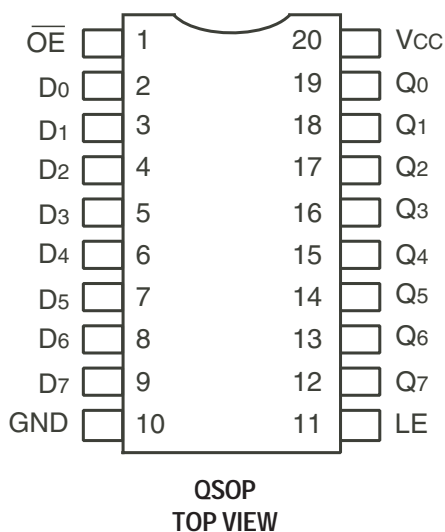 OE 1 20 VCC
D0 2 19 Q0
D1 3 18 Q1
D2 4 17 Q2
D3 5 16 Q3
D4 6 15 Q4
D5 7 14 Q5
D6 8 13 Q6
D7 9 12 Q7
GND 10 11 LE
QSOP
TOP VIEW